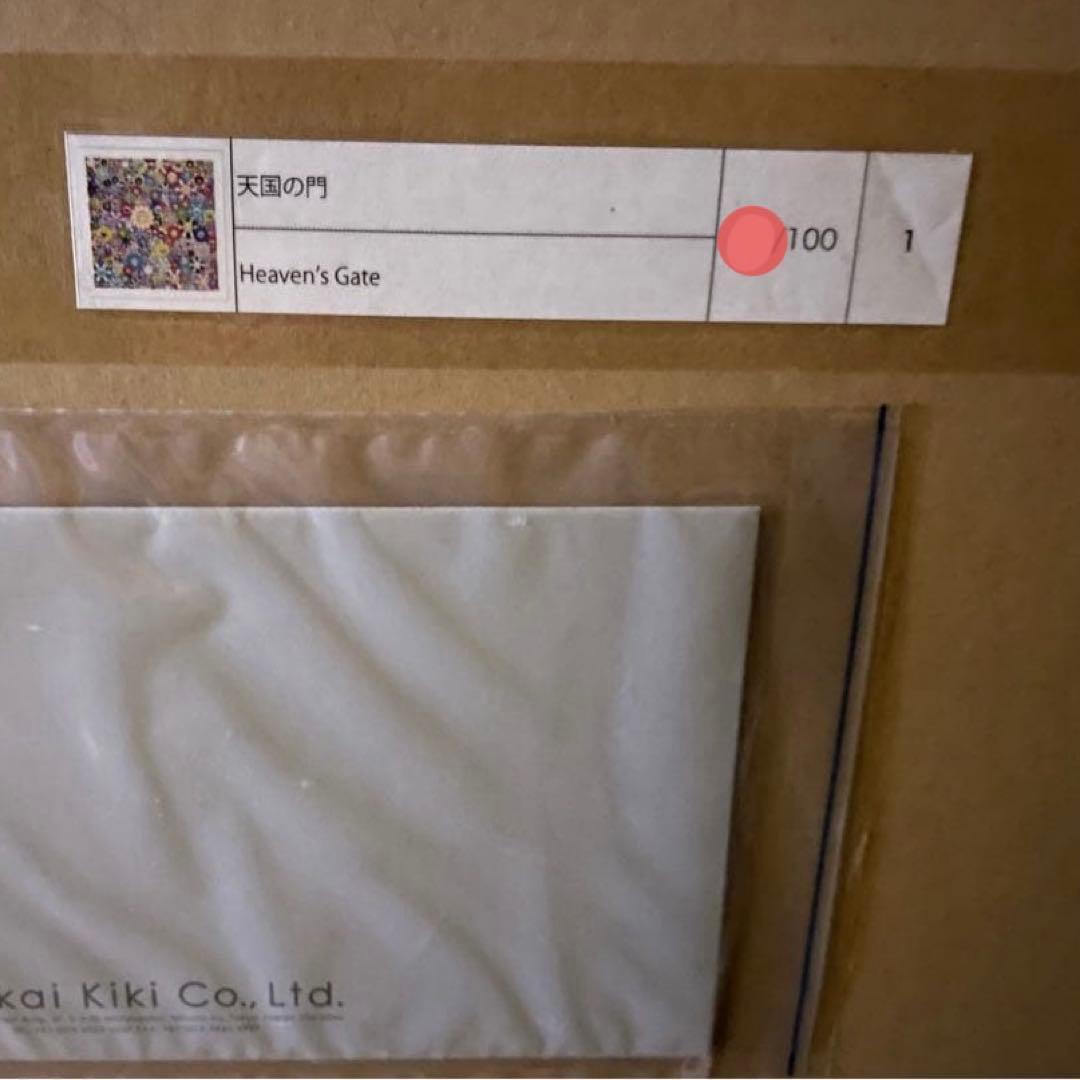 天国の門
Heaven's Gate
/100
1
kai Kiki Co., Ltd.